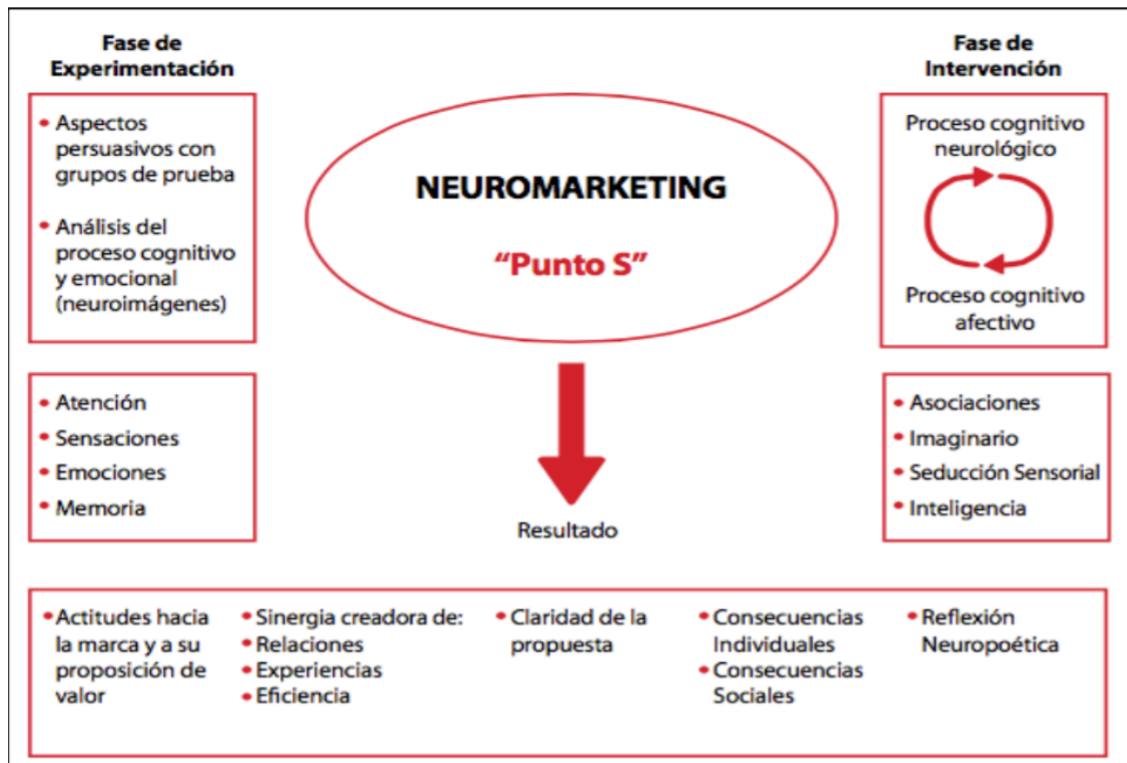 Fase de
Experimentación
• Aspectos
persuasivos con
grupos de prueba
• Análisis del
proceso cognitivo
y emocional
(neuroimágenes)
• Atención
• Sensaciones
• Emociones
• Memoria
NEUROMARKETING
“Punto S”
Resultado
Fase de
Intervención
Proceso cognitivo
neurológico
Proceso cognitivo
afectivo
• Asociaciones
• Imaginario
• Seducción Sensorial
• Inteligencia
• Actitudes hacia
la marca y a su
proposición de
valor
• Sinergia creadora de:
• Relaciones
• Experiencias
• Eficiencia
• Claridad de la
propuesta
• Consecuencias
Individuales
• Consecuencias
Sociales
• Reflexión
Neuropoética